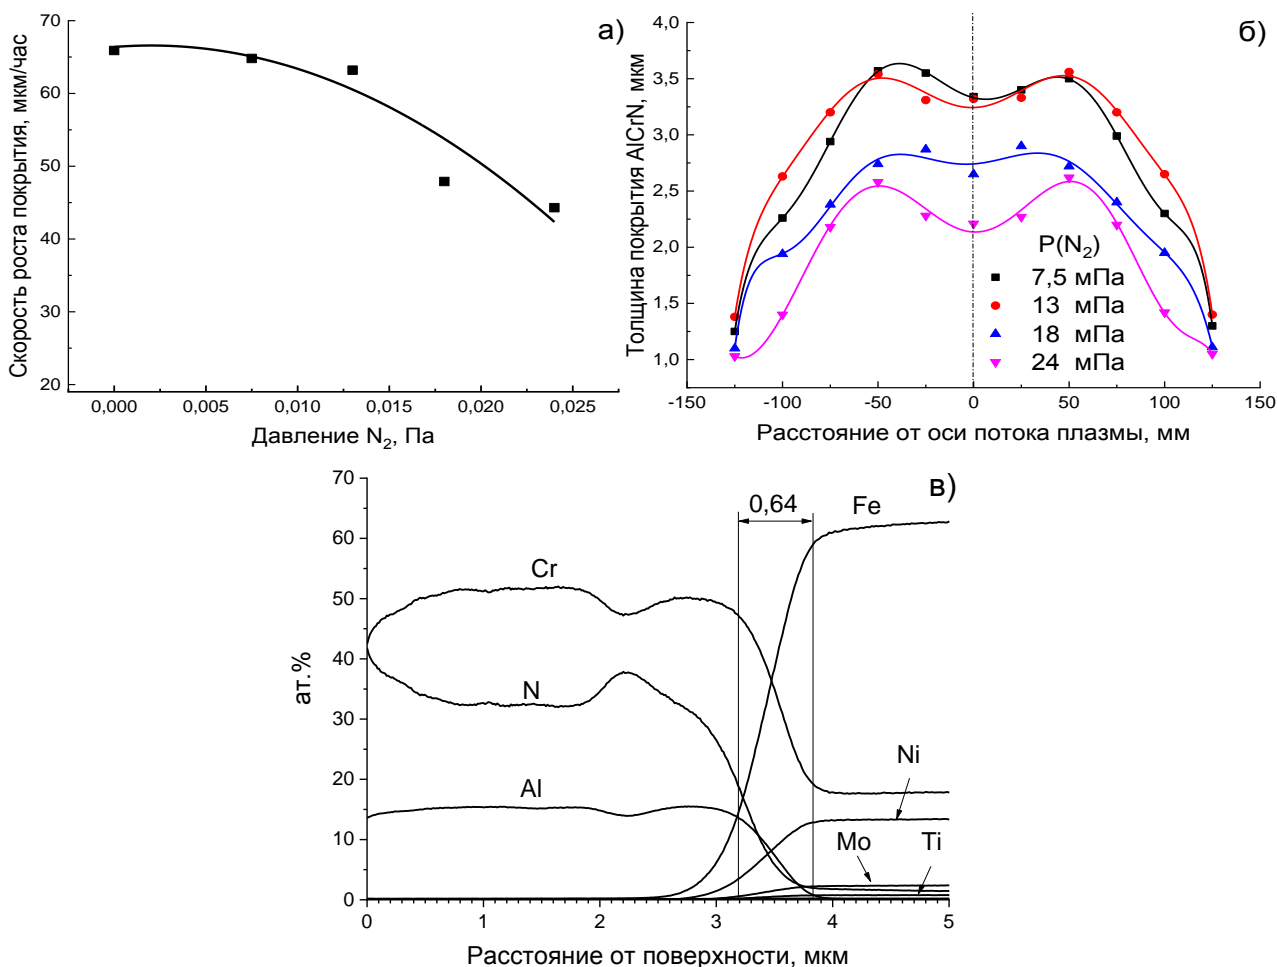 а)
Скорость роста покрытия, мкм/час
70
60
50
40
30
20
0,000 0,005 0,010 0,015 0,020 0,025
Давление N2, Па
б)
Толщина покрытия AlCrN, мкм
4,0
3,5
3,0
2,5
2,0
1,5
1,0
P(N2)
7,5 мПа
13 мПа
18 мПа
24 мПа
-150 -100 -50 0 50 100 150
Расстояние от оси потока плазмы, мм
в)
ат.%
70
60
50
40
30
20
10
0
0,64
Fe
Cr
N
Al
Ni
Mo
Ti
0 1 2 3 4 5
Расстояние от поверхности, мкм